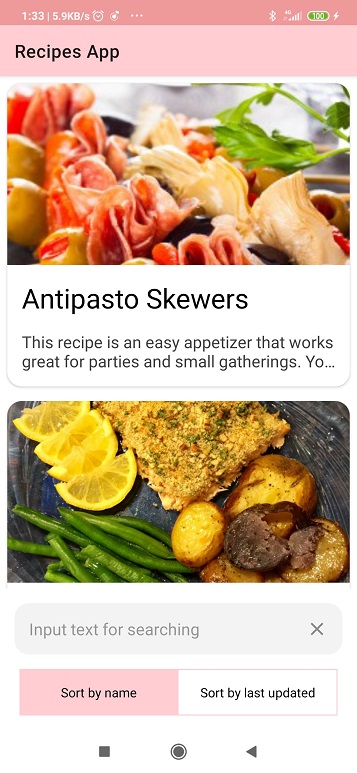 1:33 | 5.9KB/s
4G
100
Recipes App
Antipasto Skewers
This recipe is an easy appetizer that works
great for parties and small gatherings. Yo...
Input text for searching
Sort by name
Sort by last updated